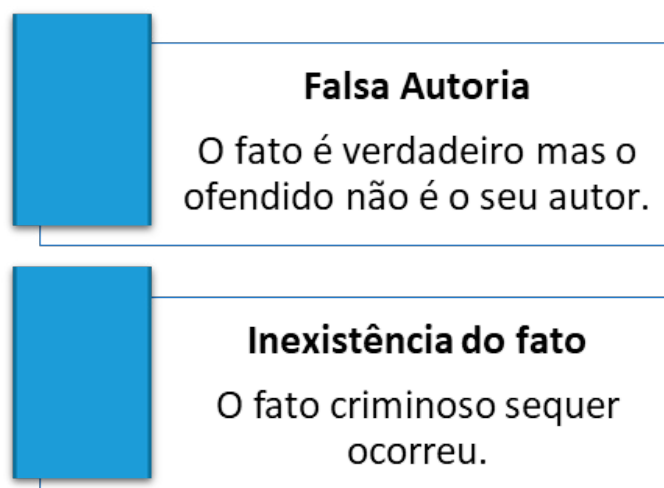 Falsa Autoria
O fato é verdadeiro mas o
ofendido não é o seu autor.
Inexistência do fato
O fato criminoso sequer
ocorreu.